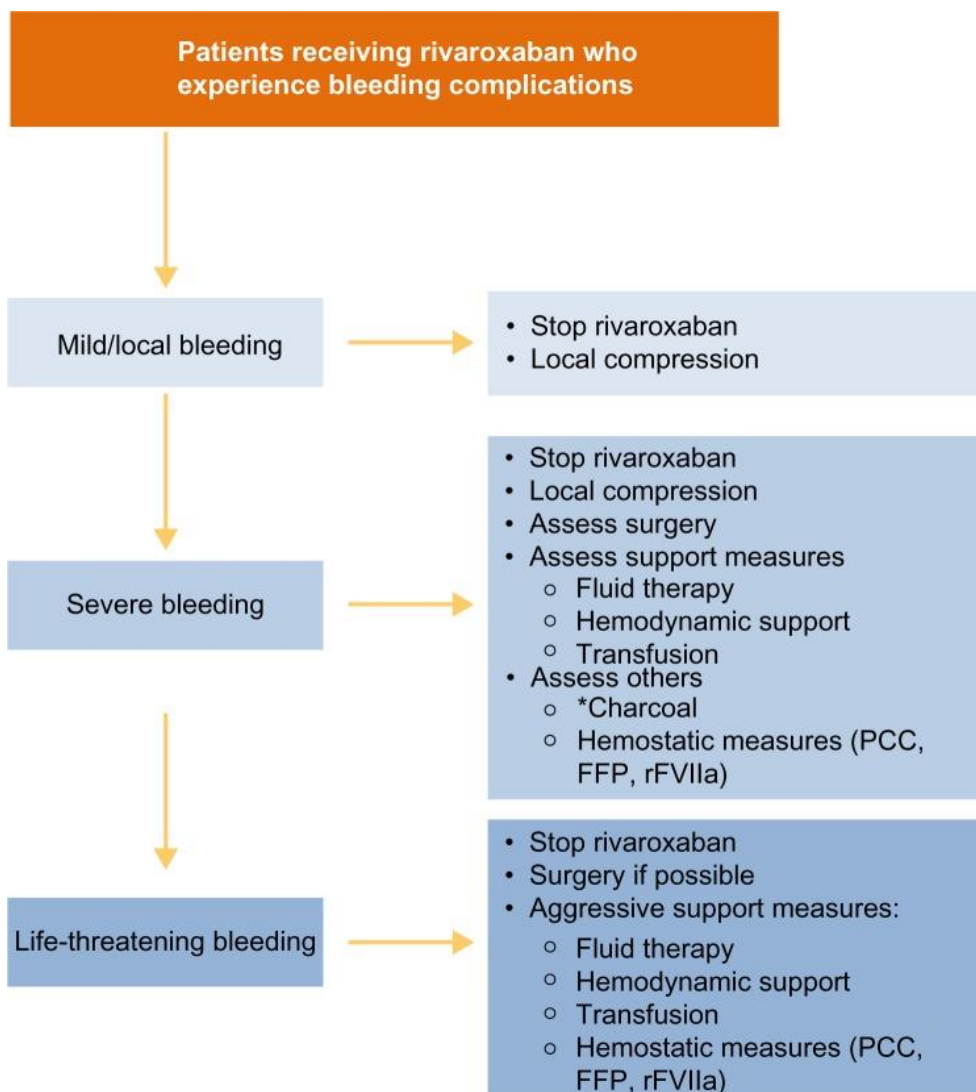 Patients receiving rivaroxaban who
experience bleeding complications
Mild/local bleeding
• Stop rivaroxaban
• Local compression
Severe bleeding
• Stop rivaroxaban
• Local compression
• Assess surgery
• Assess support measures
○ Fluid therapy
○ Hemodynamic support
○ Transfusion
• Assess others
○ *Charcoal
○ Hemostatic measures (PCC,
FFP, rFVIIa)
Life-threatening bleeding
• Stop rivaroxaban
• Surgery if possible
• Aggressive support measures:
○ Fluid therapy
○ Hemodynamic support
○ Transfusion
○ Hemostatic measures (PCC,
FFP, rFVIIa)